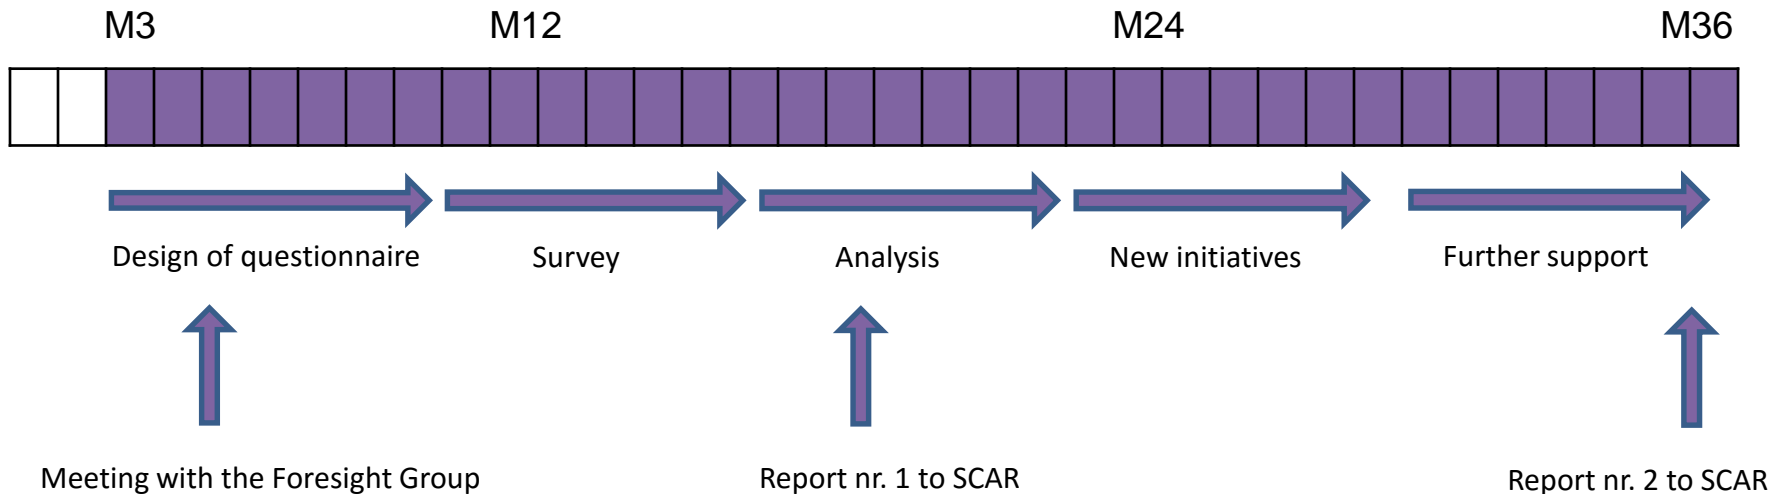 M3
M12
M24
M36
Design of questionnaire
Survey
Analysis
New initiatives
Further support
Meeting with the Foresight Group
Report nr. 1 to SCAR
Report nr. 2 to SCAR